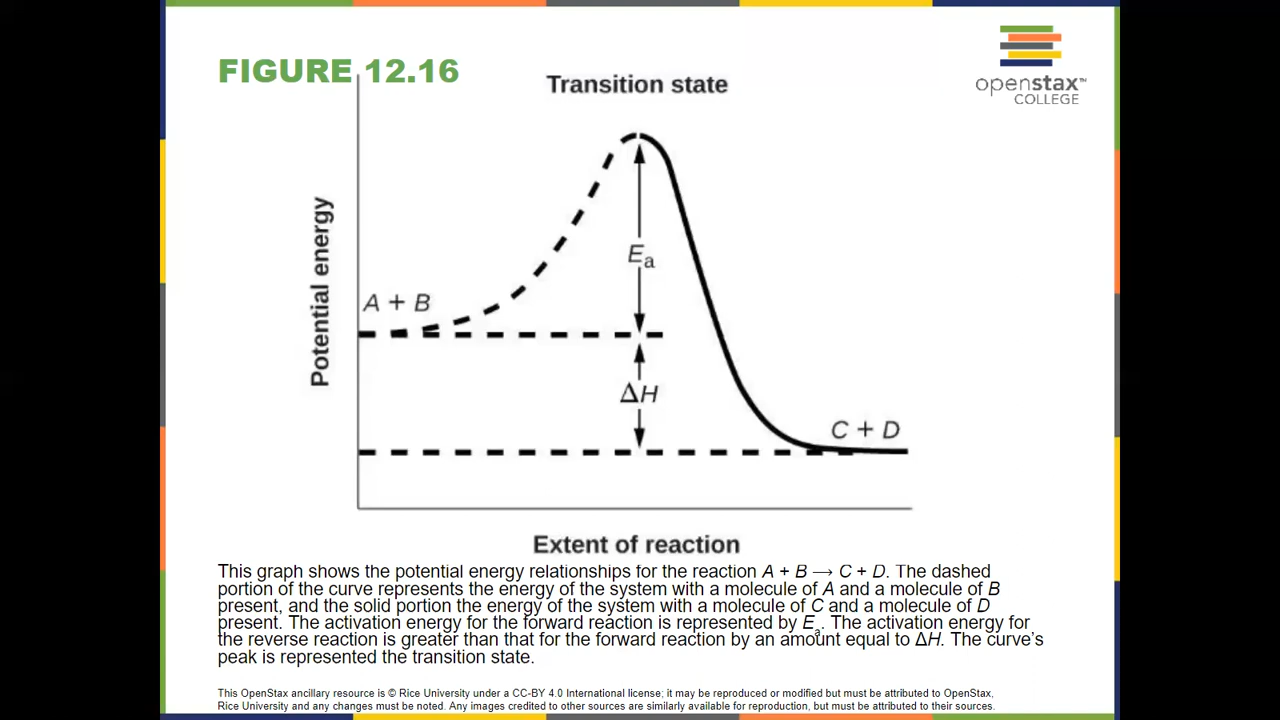 FIGURE 12.16
openstax™
COLLEGE
Transition state
Potential energy
Eₐ
A + B
ΔH
C + D
Extent of reaction
This graph shows the potential energy relationships for the reaction A + B ⟶ C + D. The dashed
portion of the curve represents the energy of the system with a molecule of A and a molecule of B
present, and the solid portion the energy of the system with a molecule of C and a molecule of D
present. The activation energy for the forward reaction is represented by Eₐ. The activation energy for
the reverse reaction is greater than that for the forward reaction by an amount equal to ΔH. The curve’s
peak is represented the transition state.
This OpenStax ancillary resource is © Rice University under a CC-BY 4.0 International license; it may be reproduced or modified but must be attributed to OpenStax,
Rice University and any changes must be noted. Any images credited to other sources are similarly available for reproduction, but must be attributed to their sources.